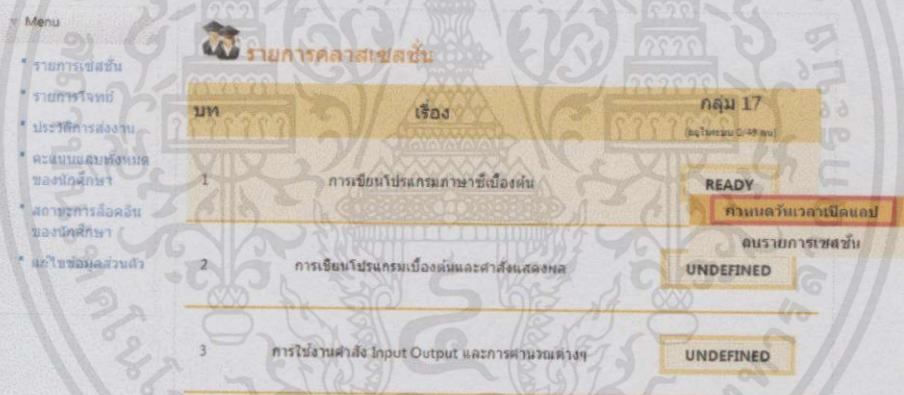 Menu
รายการเซสชั่น
รายการโจทย์
ประวัติการส่งงาน
คะแนนแลบทั้งหมด
ของนักศึกษา
สถานะการล็อคอิน
ของนักศึกษา
แก้ไขข้อมูลส่วนตัว
รายการคลาสเซสชั่น
บท เรื่อง กลุ่ม 17
1 การเขียนโปรแกรมภาษาซีเบื้องต้น READY
กำหนดวันเวลาเปิดแลป
ลบรายการเซสชั่น
2 การเขียนโปรแกรมเบื้องต้นและคำสั่งแสดงผล UNDEFINED
3 การใช้งานคำสั่ง Input Output และการคำนวณต่างๆ UNDEFINED